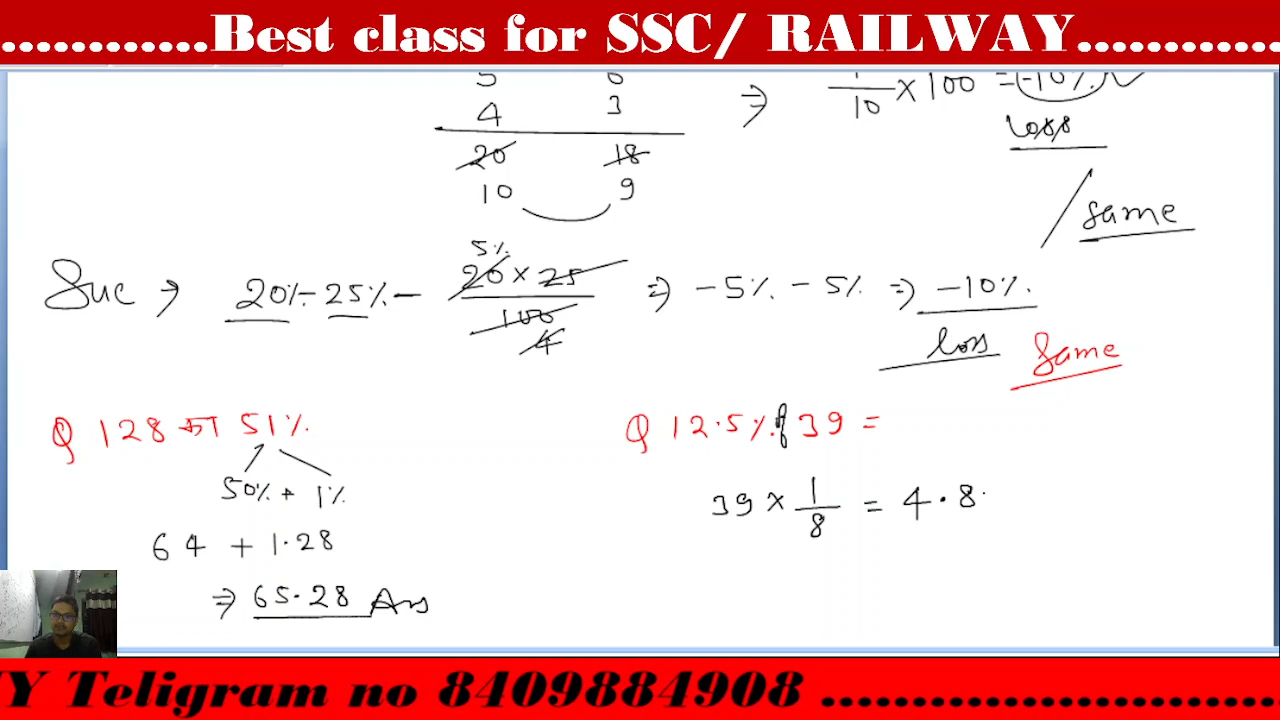 ............Best class for SSC/ RAILWAY............
5 6
4 3
20 18
10 9
⇒ 1/10 × 100 = -10%
loss
same
Suc → 20% - 25% - 20 × 25 / 100 ⇒ -5% - 5% ⇒ -10%
5%
4
loss same
Q 128 का 51%
50% + 1%
64 + 1.28
⇒ 65.28 Ans
Q 12.5% of 39 =
39 × 1/8 = 4.8
Y Teligram no 8409884908 ............